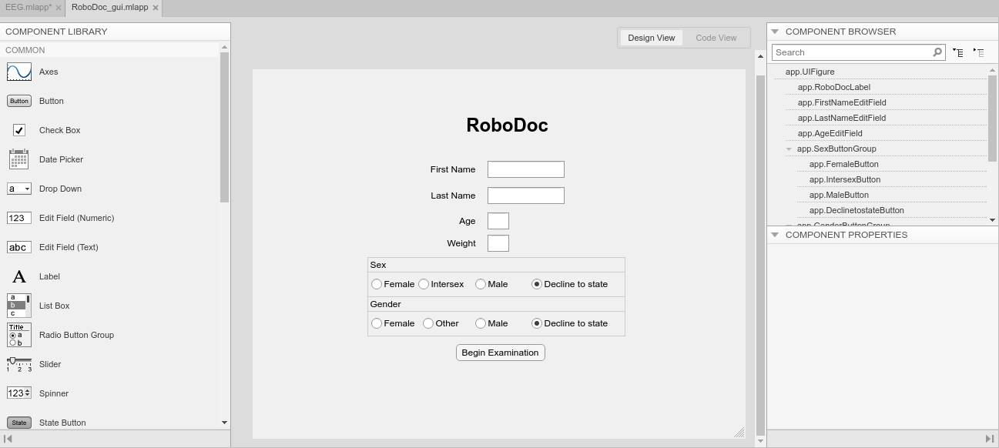 EEG.mlapp* × RoboDoc_gui.mlapp ×
COMPONENT LIBRARY
COMMON
Axes
Button Button
Check Box
Date Picker
a Drop Down
123 Edit Field (Numeric)
abc Edit Field (Text)
A Label
a
b
c
List Box
Title
a
b
Radio Button Group
1 2 3
Slider
123 Spinner
State State Button
Design View Code View
RoboDoc
First Name
Last Name
Age
Weight
Sex
Female Intersex Male Decline to state
Gender
Female Other Male Decline to state
Begin Examination
COMPONENT BROWSER
Search
app.UIFigure
app.RoboDocLabel
app.FirstNameEditField
app.LastNameEditField
app.AgeEditField
app.SexButtonGroup
app.FemaleButton
app.IntersexButton
app.MaleButton
app.DeclinetostateButton
app.GenderButtonGroup
COMPONENT PROPERTIES